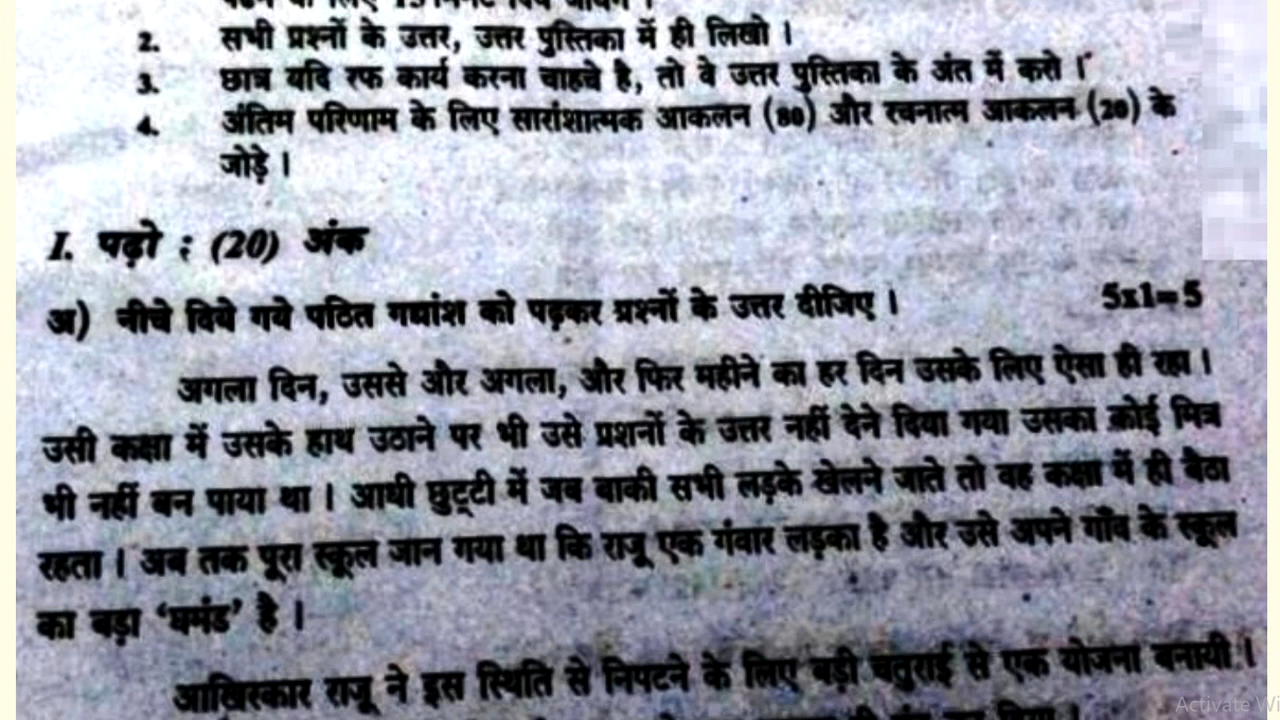 2. सभी प्रश्नों के उत्तर, उत्तर पुस्तिका में ही लिखो ।
3. छात्र यदि रफ कार्य करना चाहते है, तो वे उत्तर पुस्तिका के अंत में करो ।
4. अंतिम परिणाम के लिए सारांशात्मक आकलन (80) और रचनात्म आकलन (20) के
जोड़े ।
I. पढ़ो : (20) अंक
अ) नीचे दिये गये पठित गद्यांश को पढ़कर प्रश्नों के उत्तर दीजिए । 5x1=5
अगला दिन, उससे और अगला, और फिर महीने का हर दिन उसके लिए ऐसा ही रहा ।
उसी कक्षा में उसके हाथ उठाने पर भी उसे प्रशनों के उत्तर नहीं देने दिया गया उसका कोई मित्र
भी नहीं बन पाया था । आधी छुट्टी में जब बाकी सभी लड़के खेलने जाते तो वह कक्षा में ही बैठा
रहता । अब तक पूरा स्कूल जान गया था कि राजू एक गंवार लड़का है और उसे अपने गाँव के स्कूल
का बड़ा ‘घमंड’ है ।
आखिरकार राजू ने इस स्थिति से निपटने के लिए बड़ी चतुराई से एक योजना बनायी ।
Activate Wi